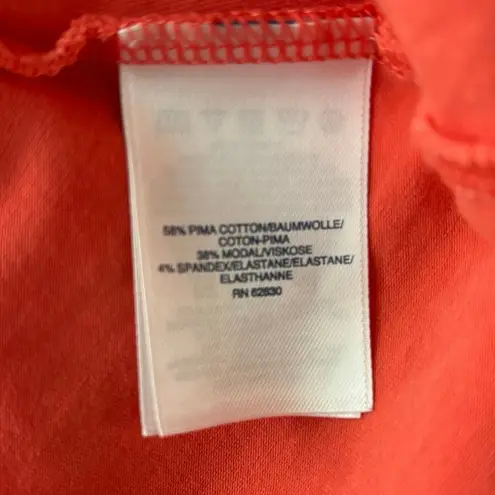 58% PIMA COTTON/BAUMWOLLE/
COTON-PIMA
38% MODAL/VISKOSE
4% SPANDEX/ELASTANE/ELASTANE/
ELASTHANNE
RN 62830